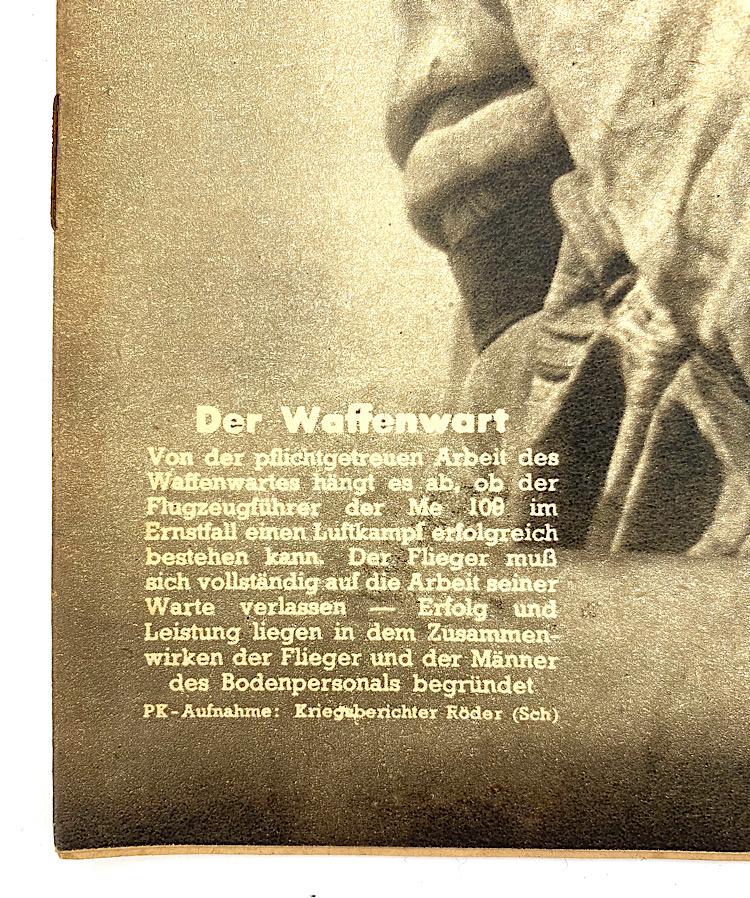 Der Waffenwart
Von der pflichtgetreuen Arbeit des
Waffenwartes hängt es ab, ob der
Flugzeugführer der Me 109 im
Ernstfall einen Luftkampf erfolgreich
bestehen kann. Der Flieger muß
sich vollständig auf die Arbeit seiner
Warte verlassen — Erfolg und
Leistung liegen in dem Zusammen-
wirken der Flieger und der Männer
des Bodenpersonals begründet
PK-Aufnahme: Kriegsberichter Röder (Sch)